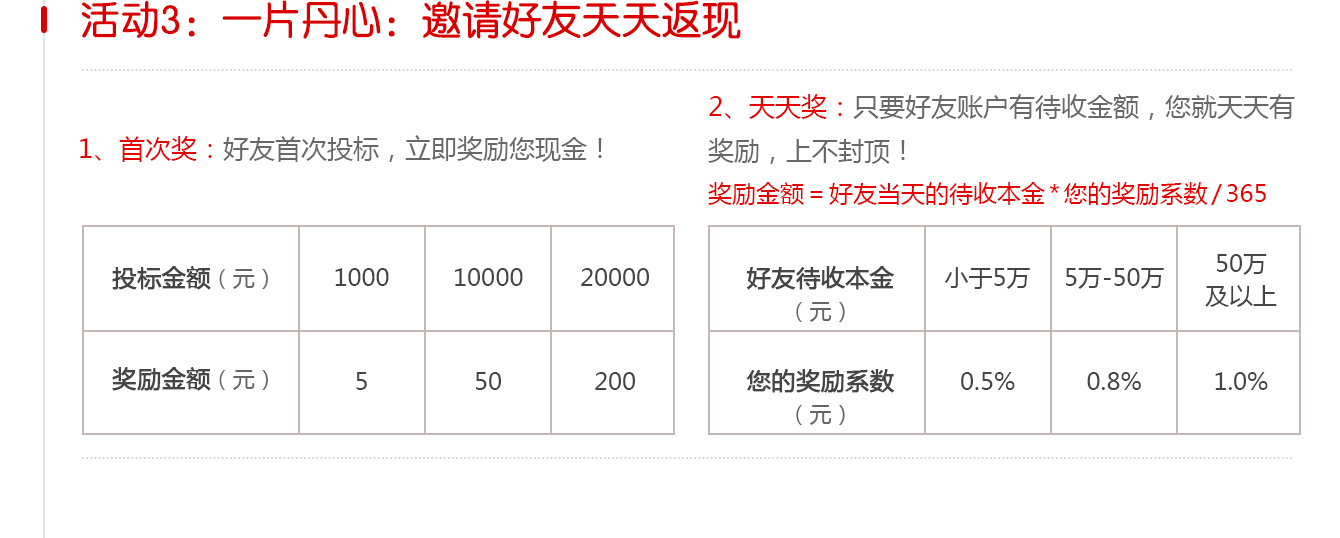 活动3：一片丹心：邀请好友天天返现
1、首次奖：好友首次投标，立即奖励您现金！
投标金额（元） 1000 10000 20000
奖励金额（元） 5 50 200
2、天天奖：只要好友账户有待收金额，您就天天有
奖励，上不封顶！
奖励金额=好友当天的待收本金*您的奖励系数/365
好友待收本金
（元）
小于5万
5万-50万
50万
及以上
您的奖励系数
（元）
0.5%
0.8%
1.0%